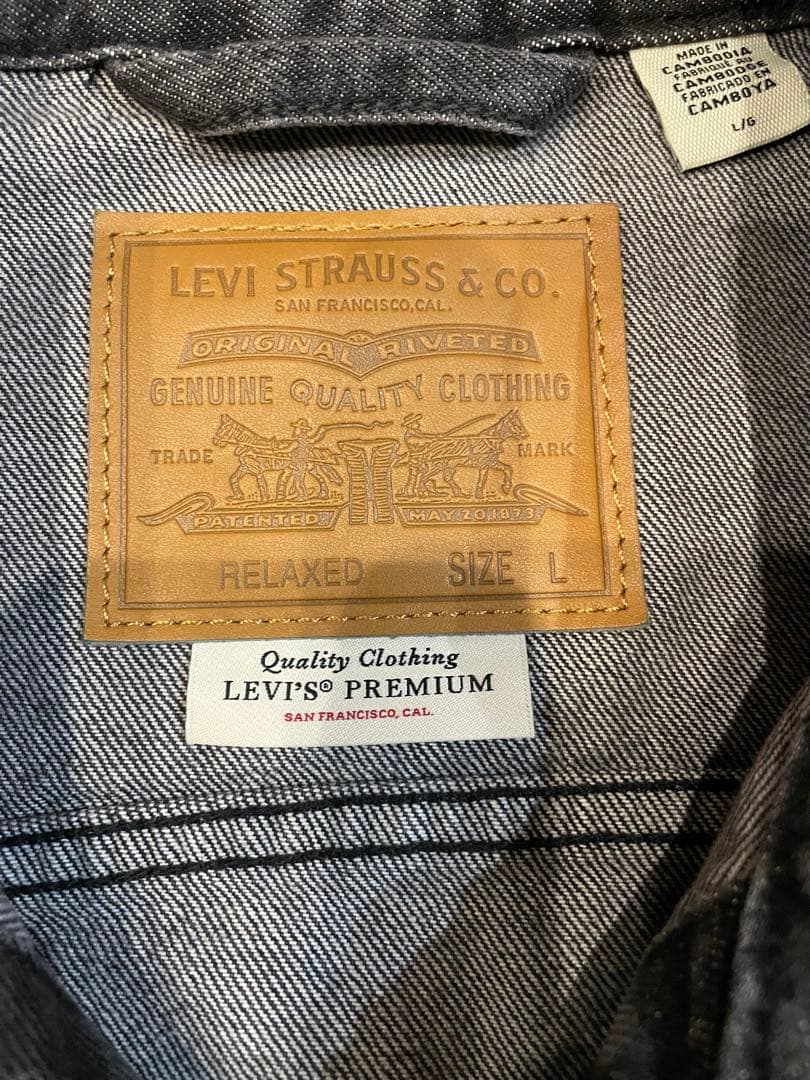 MADE IN
CAMBODIA
FABRIQUE AU
CAMBODGE
FABRICADO EN
CAMBOYA
L/G
LEVI STRAUSS & CO.
SAN FRANCISCO, CAL.
ORIGINAL RIVETED
GENUINE QUALITY CLOTHING
TRADE MARK
PATENTED MAY 20 1873
RELAXED SIZE L
Quality Clothing
LEVI'S® PREMIUM
SAN FRANCISCO, CAL.